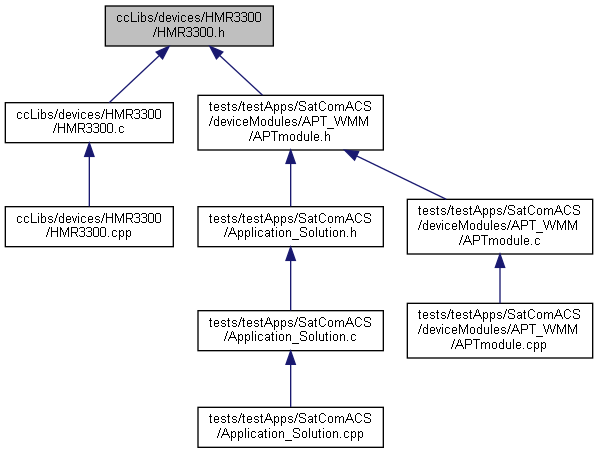 ccLibs/devices/HMR3300
/HMR3300.h
ccLibs/devices/HMR3300
/HMR3300.c
tests/testApps/SatComACS
/deviceModules/APT_WMM
/APTmodule.h
ccLibs/devices/HMR3300
/HMR3300.cpp
tests/testApps/SatComACS
/Application_Solution.h
tests/testApps/SatComACS
/deviceModules/APT_WMM
/APTmodule.c
tests/testApps/SatComACS
/Application_Solution.c
tests/testApps/SatComACS
/deviceModules/APT_WMM
/APTmodule.cpp
tests/testApps/SatComACS
/Application_Solution.cpp